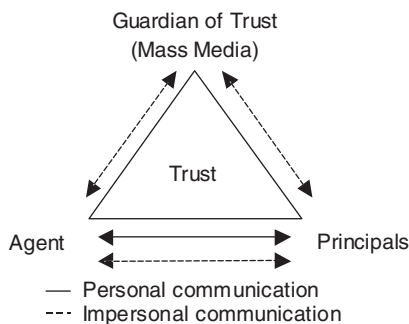 Guardian of Trust
(Mass Media)
Trust
Agent
Principals
Personal communication
Impersonal communication